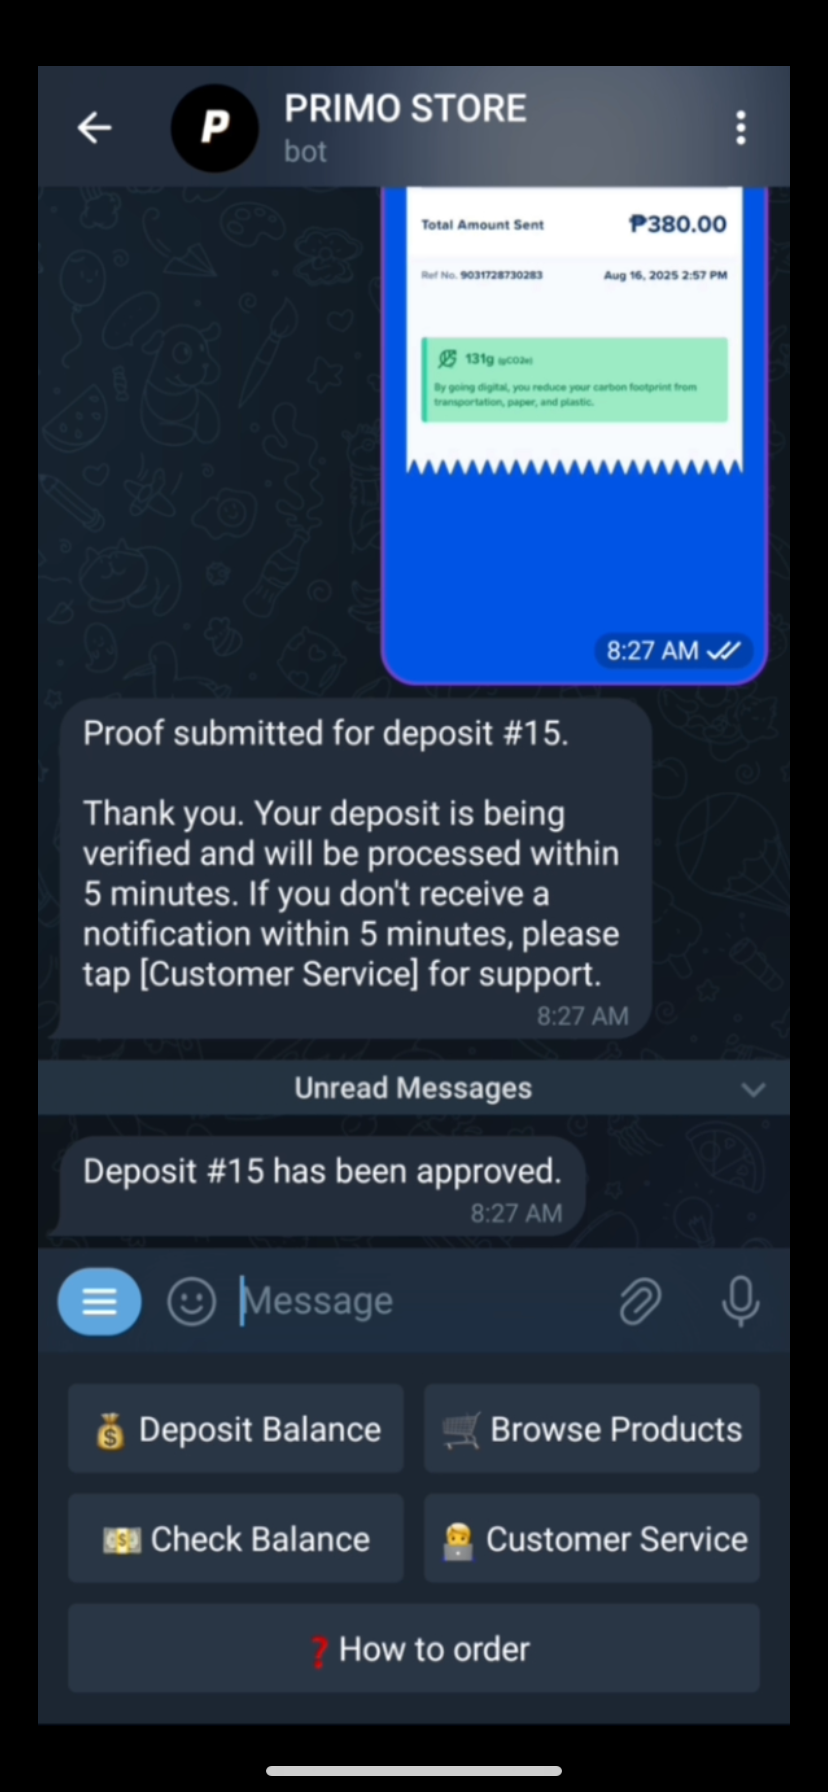 PRIMO STORE
bot
Total Amount Sent ₱380.00
Ref No. 9031728730283 Aug 16, 2025 2:57 PM
131g (gCO2e)
By going digital, you reduce your carbon footprint from
transportation, paper, and plastic.
8:27 AM
Proof submitted for deposit #15.
Thank you. Your deposit is being
verified and will be processed within
5 minutes. If you don't receive a
notification within 5 minutes, please
tap [Customer Service] for support.
8:27 AM
Unread Messages
Deposit #15 has been approved.
8:27 AM
Message
💰 Deposit Balance
🛒 Browse Products
💵 Check Balance
🧑‍💻 Customer Service
❓ How to order